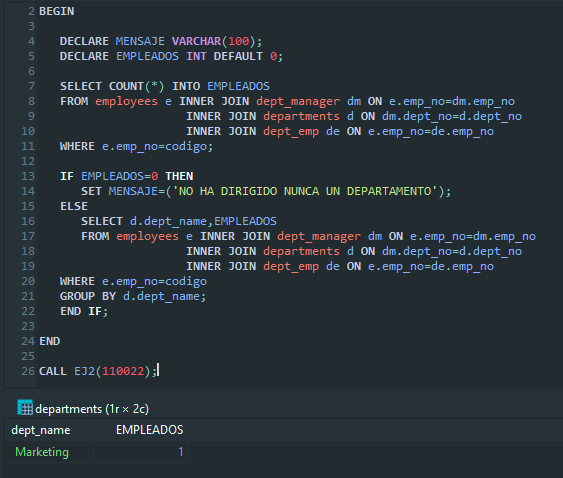 2 BEGIN
3
4 DECLARE MENSAJE VARCHAR(100);
5 DECLARE EMPLEADOS INT DEFAULT 0;
6
7 SELECT COUNT(*) INTO EMPLEADOS
8 FROM employees e INNER JOIN dept_manager dm ON e.emp_no=dm.emp_no
9 INNER JOIN departments d ON dm.dept_no=d.dept_no
10 INNER JOIN dept_emp de ON e.emp_no=de.emp_no
11 WHERE e.emp_no=codigo;
12
13 IF EMPLEADOS=0 THEN
14 SET MENSAJE=('NO HA DIRIGIDO NUNCA UN DEPARTAMENTO');
15 ELSE
16 SELECT d.dept_name,EMPLEADOS
17 FROM employees e INNER JOIN dept_manager dm ON e.emp_no=dm.emp_no
18 INNER JOIN departments d ON dm.dept_no=d.dept_no
19 INNER JOIN dept_emp de ON e.emp_no=de.emp_no
20 WHERE e.emp_no=codigo
21 GROUP BY d.dept_name;
22 END IF;
23
24 END
25
26 CALL EJ2(110022);
departments (1r × 2c)
dept_name EMPLEADOS
Marketing 1